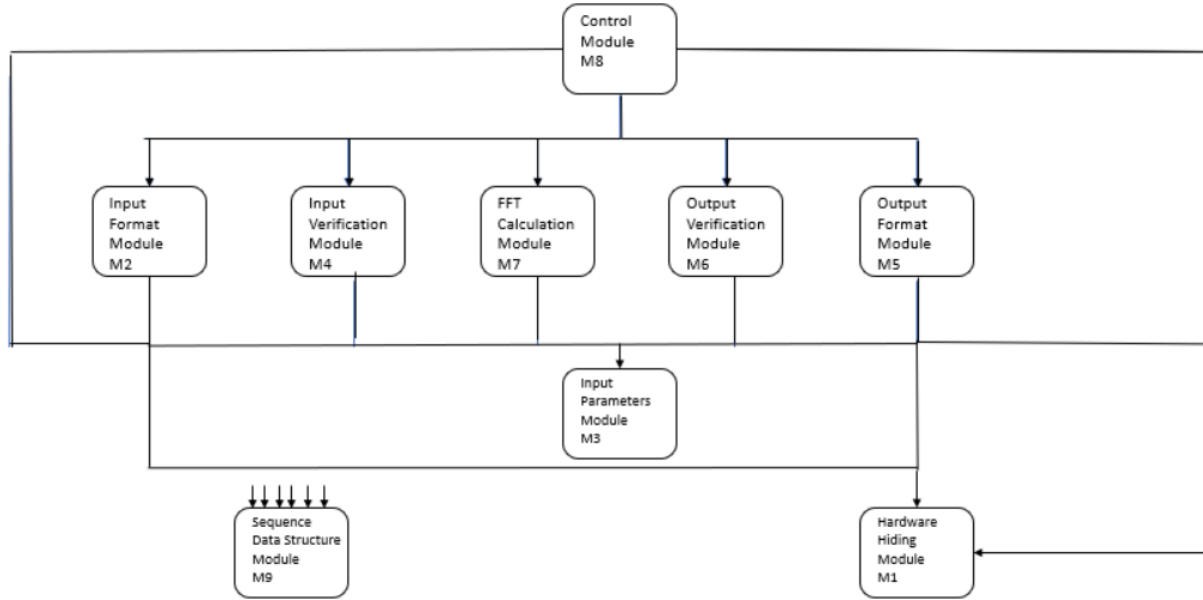 Control
Module
M8
Input
Format
Module
M2
Input
Verification
Module
M4
FFT
Calculation
Module
M7
Output
Verification
Module
M6
Output
Format
Module
M5
Input
Parameters
Module
M3
Sequence
Data Structure
Module
M9
Hardware
Hiding
Module
M1